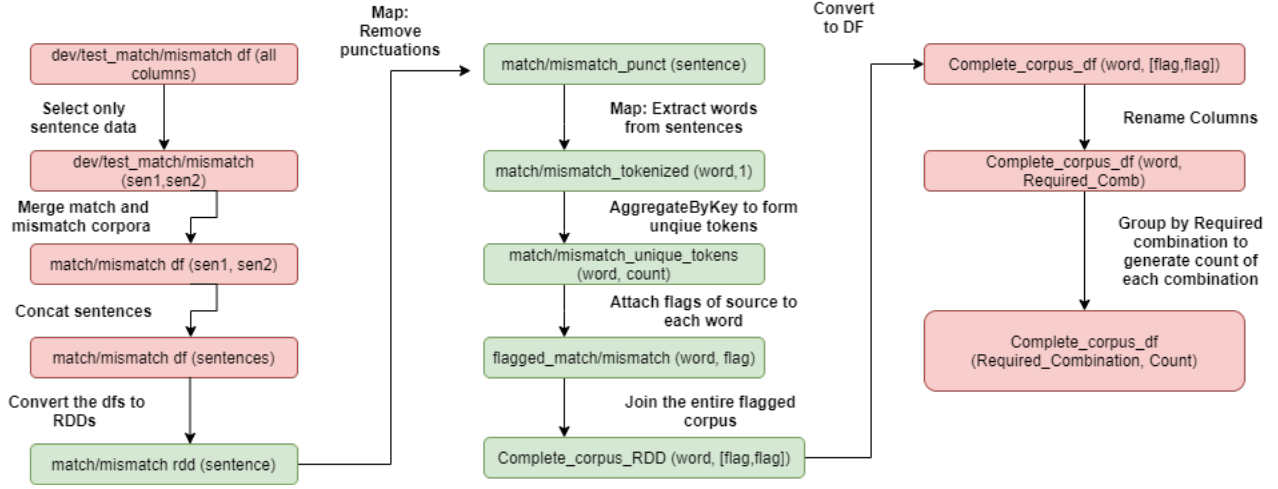 dev/test_match/mismatch df (all
columns)
Select only
sentence data
dev/test_match/mismatch
(sen1,sen2)
Merge match and
mismatch corpora
match/mismatch df (sen1, sen2)
Concat sentences
match/mismatch df (sentences)
Convert the dfs to
RDDs
match/mismatch rdd (sentence)
Map:
Remove
punctuations
match/mismatch_punct (sentence)
Map: Extract words
from sentences
match/mismatch_tokenized (word,1)
AggregateByKey to form
unqiue tokens
match/mismatch_unique_tokens
(word, count)
Attach flags of source to
each word
flagged_match/mismatch (word, flag)
Join the entire flagged
corpus
Complete_corpus_RDD (word, [flag,flag])
Convert
to DF
Complete_corpus_df (word, [flag,flag])
Rename Columns
Complete_corpus_df (word,
Required_Comb)
Group by Required
combination to
generate count of
each combination
Complete_corpus_df
(Required_Combination, Count)